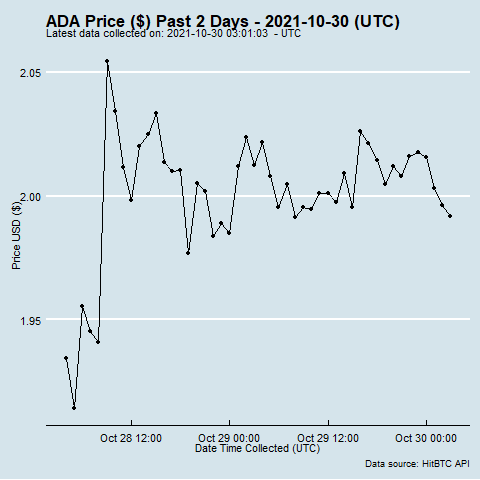 ADA Price ($) Past 2 Days - 2021-10-30 (UTC)
Latest data collected on: 2021-10-30 03:01:03 - UTC
2.05
2.00
1.95
Price USD ($)
Oct 28 12:00
Oct 29 00:00
Oct 29 12:00
Oct 30 00:00
Date Time Collected (UTC)
Data source: HitBTC API